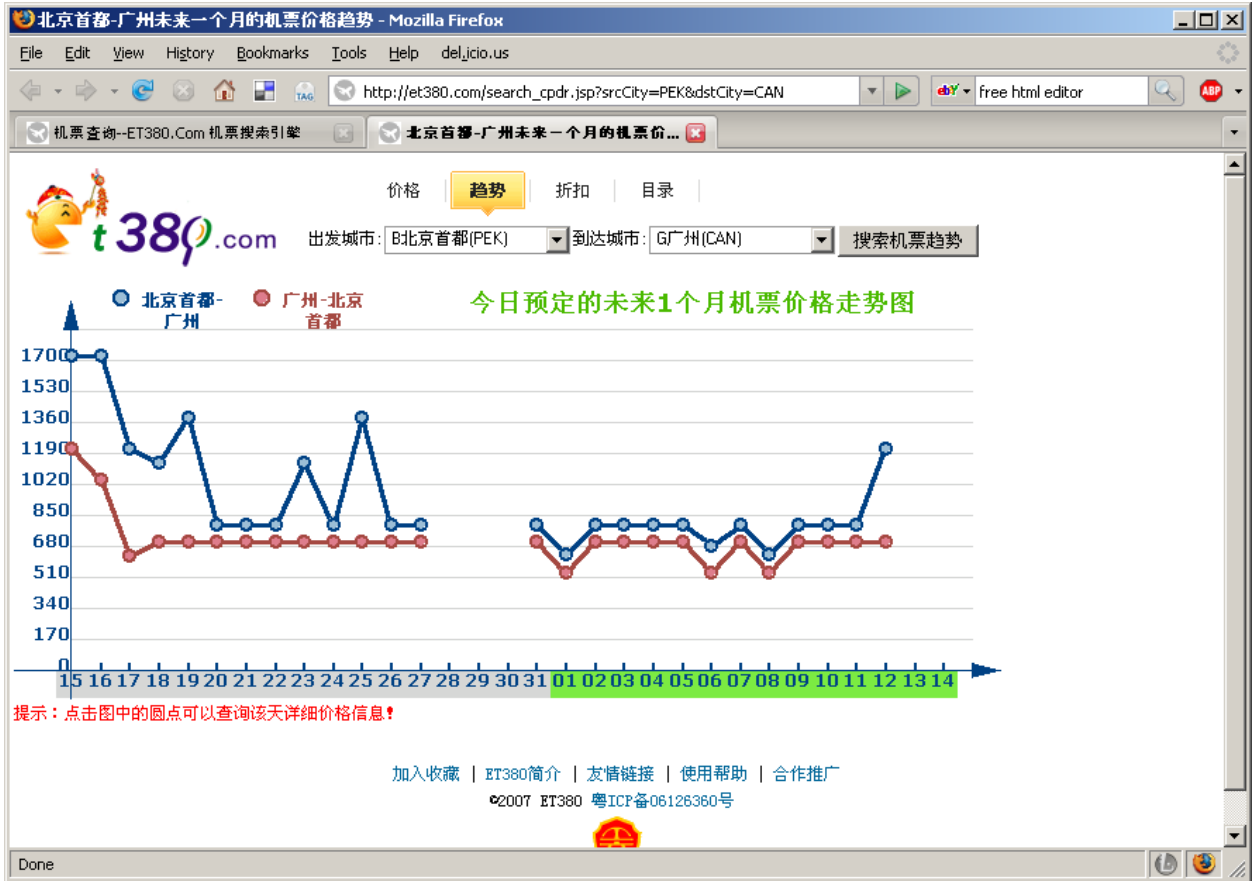 北京首都-广州未来一个月的机票价格趋势 - Mozilla Firefox
File Edit View History Bookmarks Tools Help del.icio.us
TAG http://et380.com/search_cpdr.jsp?srcCity=PEK&dstCity=CAN ebY free html editor ABP
机票查询--ET380.Com 机票搜索引擎 北京首都-广州未来一个月的机票价...
价格 趋势 折扣 目录
t380.com 出发城市: B北京首都(PEK) 到达城市: G广州(CAN) 搜索机票趋势
北京首都-
广州
广州-北京
首都
今日预定的未来1个月机票价格走势图
1700
1530
1360
1190
1020
850
680
510
340
170
0
15 16 17 18 19 20 21 22 23 24 25 26 27 28 29 30 31 01 02 03 04 05 06 07 08 09 10 11 12 13 14
提示：点击图中的圆点可以查询该天详细价格信息!
加入收藏 | ET380简介 | 友情链接 | 使用帮助 | 合作推广
©2007 ET380 粤ICP备06126360号
Done